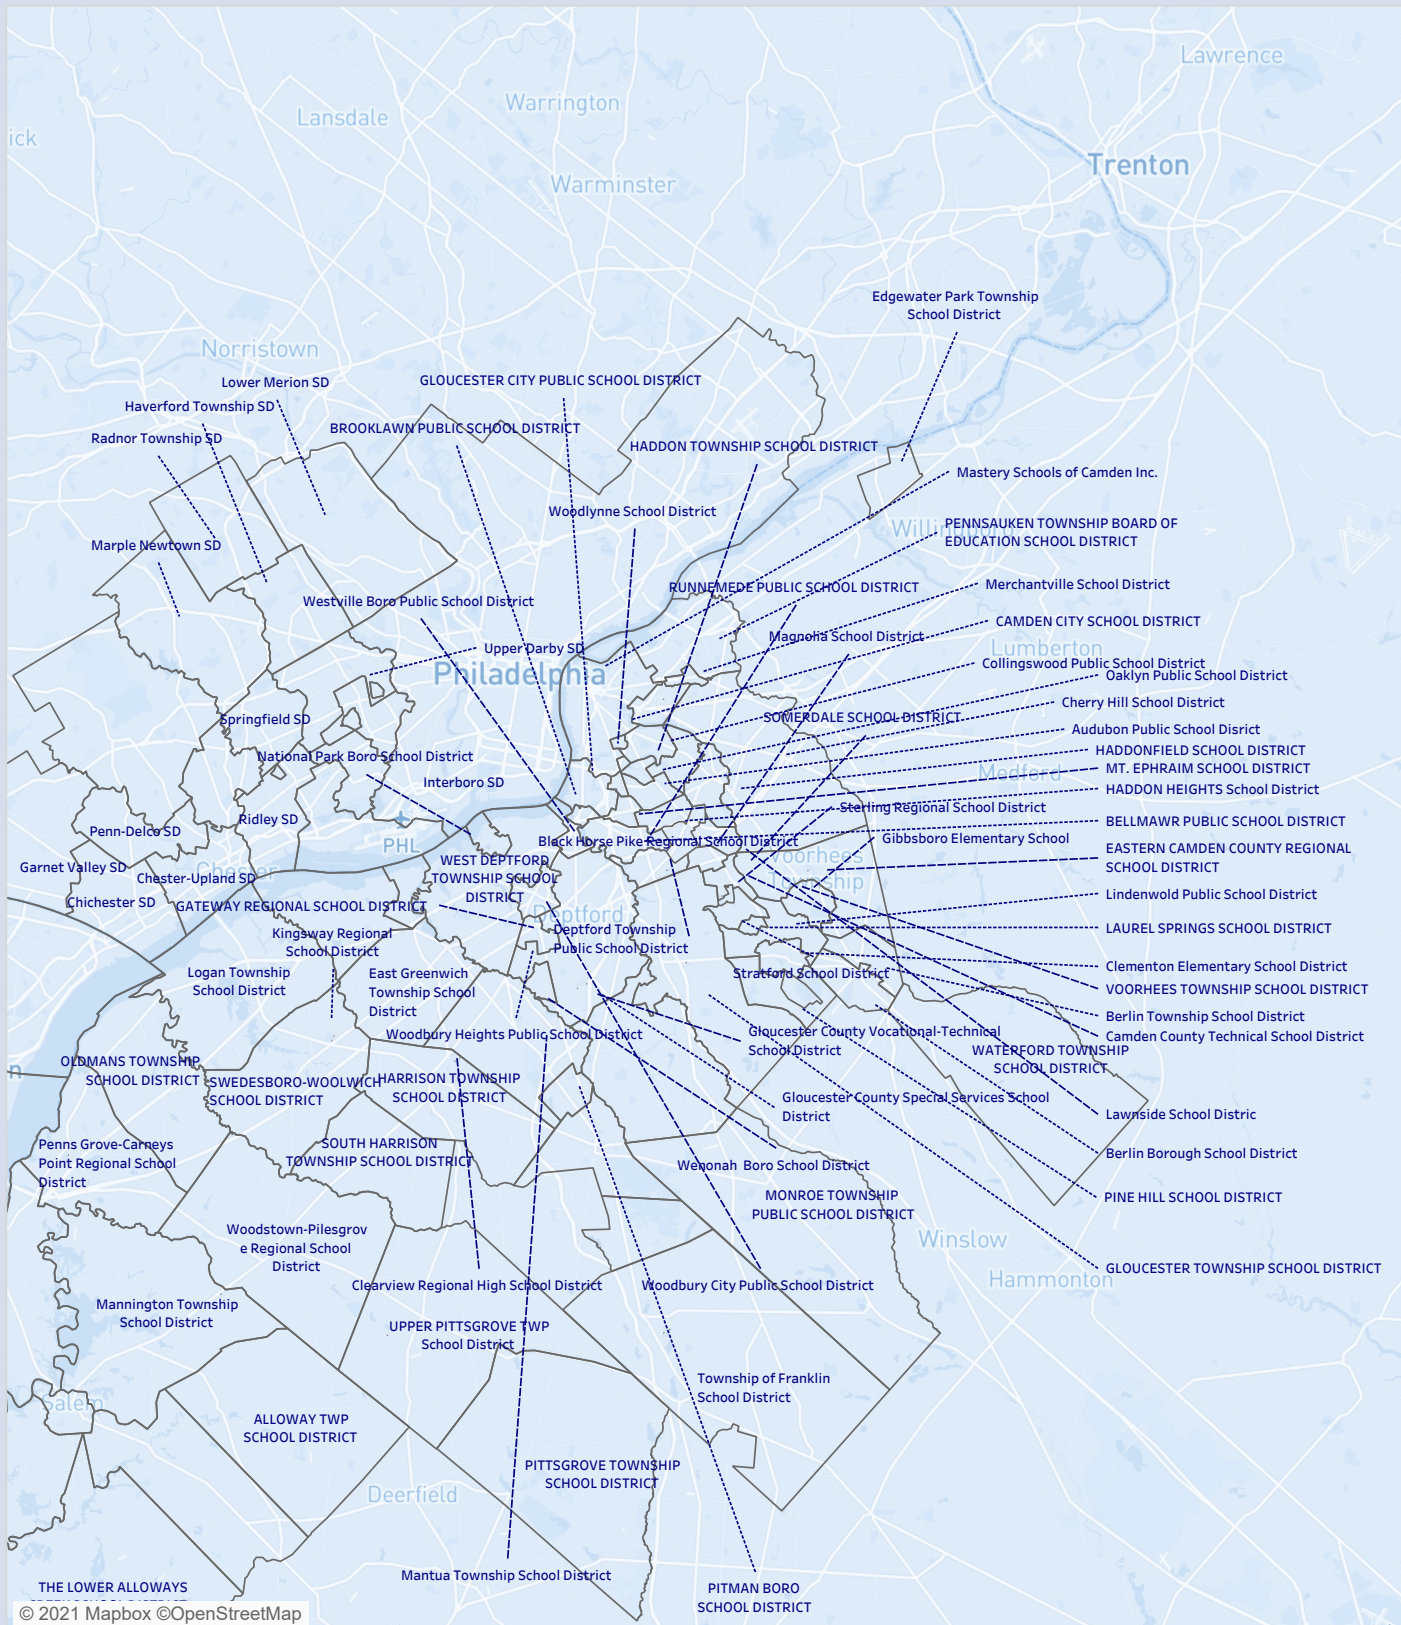 Lawrence
Warrington
Lansdale
ick
Trenton
Warminster
Edgewater Park Township
School District
Norristown
Lower Merion SD
GLOUCESTER CITY PUBLIC SCHOOL DISTRICT
Haverford Township SD
BROOKLAWN PUBLIC SCHOOL DISTRICT
Radnor Township SD
HADDON TOWNSHIP SCHOOL DISTRICT
Mastery Schools of Camden Inc.
Woodlynne School District
PENNSAUKEN TOWNSHIP BOARD OF
EDUCATION SCHOOL DISTRICT
Marple Newtown SD
RUNNEMEDE PUBLIC SCHOOL DISTRICT
Merchantville School District
Westville Boro Public School District
CAMDEN CITY SCHOOL DISTRICT
Magnolia School District
Upper Darby SD
Lumberton
Philadelphia
Collingswood Public School District
Oaklyn Public School District
Cherry Hill School District
Springfield SD
SOMERDALE SCHOOL DISTRICT
Audubon Public School Disrict
HADDONFIELD SCHOOL DISTRICT
National Park Boro School District
MT. EPHRAIM SCHOOL DISTRICT
Medford
Interboro SD
HADDON HEIGHTS School District
Sterling Regional School District
Ridley SD
BELLMAWR PUBLIC SCHOOL DISTRICT
Penn-Delco SD
PHL
Black Horse Pike Regional School District
Gibbsboro Elementary School
EASTERN CAMDEN COUNTY REGIONAL
SCHOOL DISTRICT
Voorhees
Township
Garnet Valley SD
Chester
Chester-Upland SD
WEST DEPTFORD
TOWNSHIP SCHOOL
DISTRICT
Lindenwold Public School District
Chichester SD
GATEWAY REGIONAL SCHOOL DISTRICT
Deptford
LAUREL SPRINGS SCHOOL DISTRICT
Deptford Township
Public School District
Kingsway Regional
School District
Clementon Elementary School District
Stratford School District
Logan Township
School District
East Greenwich
Township School
District
VOORHEES TOWNSHIP SCHOOL DISTRICT
Berlin Township School District
Woodbury Heights Public School District
Gloucester County Vocational-Technical
School District
Camden County Technical School District
WATERFORD TOWNSHIP
SCHOOL DISTRICT
OLDMANS TOWNSHIP
SCHOOL DISTRICT
SWEDESBORO-WOOLWICH
SCHOOL DISTRICT
HARRISON TOWNSHIP
SCHOOL DISTRICT
Gloucester County Special Services School
District
Lawnside School Distric
Penns Grove-Carneys
Point Regional School
District
SOUTH HARRISON
TOWNSHIP SCHOOL DISTRICT
Berlin Borough School District
Wenonah Boro School District
MONROE TOWNSHIP
PUBLIC SCHOOL DISTRICT
PINE HILL SCHOOL DISTRICT
Woodstown-Pilesgrov
e Regional School
District
Winslow
GLOUCESTER TOWNSHIP SCHOOL DISTRICT
Hammonton
Clearview Regional High School District
Woodbury City Public School District
Mannington Township
School District
UPPER PITTSGROVE TWP
School District
Township of Franklin
School District
Salem
ALLOWAY TWP
SCHOOL DISTRICT
PITTSGROVE TOWNSHIP
SCHOOL DISTRICT
Deerfield
Mantua Township School District
PITMAN BORO
SCHOOL DISTRICT
THE LOWER ALLOWAYS
© 2021 Mapbox ©OpenStreetMap